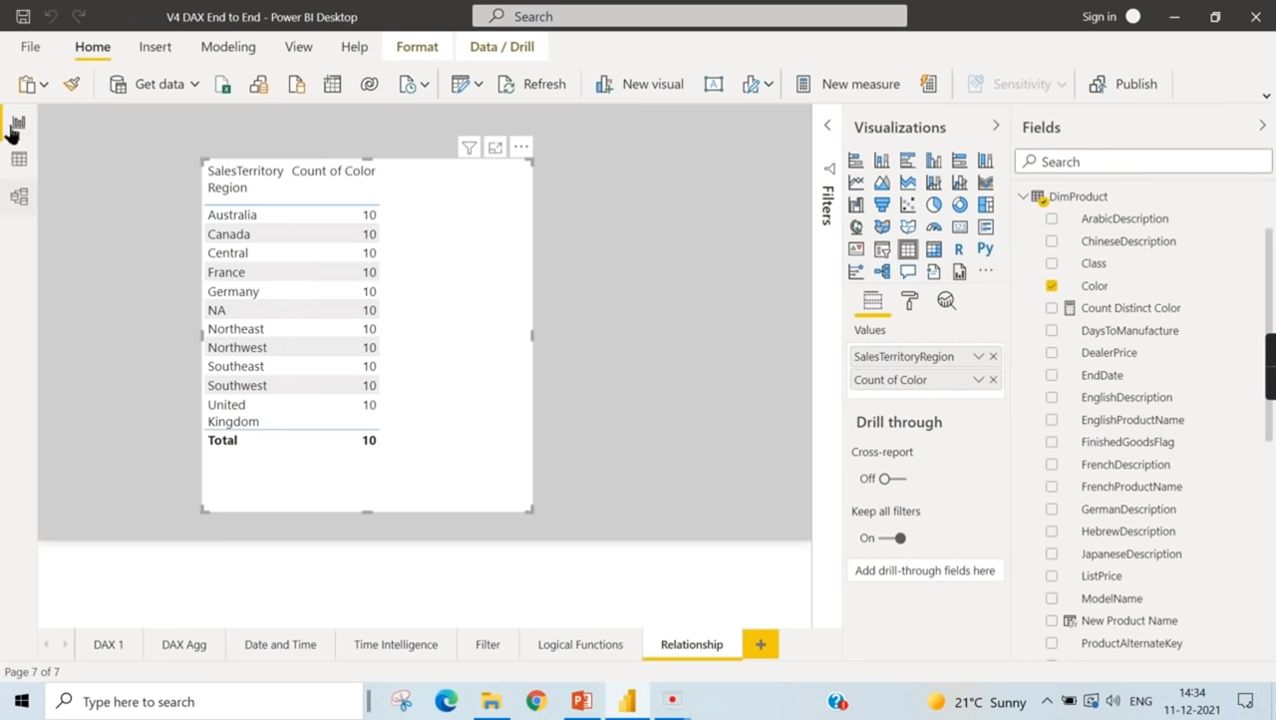 V4 DAX End to End - Power BI Desktop
Search
Sign in
File
Home
Insert
Modeling
View
Help
Format
Data / Drill
Get data
Refresh
New visual
New measure
Sensitivity
Publish
SalesTerritory Count of Color
Region
Australia 10
Canada 10
Central 10
France 10
Germany 10
NA 10
Northeast 10
Northwest 10
Southeast 10
Southwest 10
United 10
Kingdom
Total 10
Filters
Visualizations
R
Py
Values
SalesTerritoryRegion
Count of Color
Drill through
Cross-report
Off
Keep all filters
On
Add drill-through fields here
Fields
Search
DimProduct
ArabicDescription
ChineseDescription
Class
Color
Count Distinct Color
DaysToManufacture
DealerPrice
EndDate
EnglishDescription
EnglishProductName
FinishedGoodsFlag
FrenchDescription
FrenchProductName
GermanDescription
HebrewDescription
JapaneseDescription
ListPrice
ModelName
New Product Name
ProductAlternateKey
DAX 1
DAX Agg
Date and Time
Time Intelligence
Filter
Logical Functions
Relationship
Page 7 of 7
Type here to search
21°C Sunny
ENG
14:34
11-12-2021